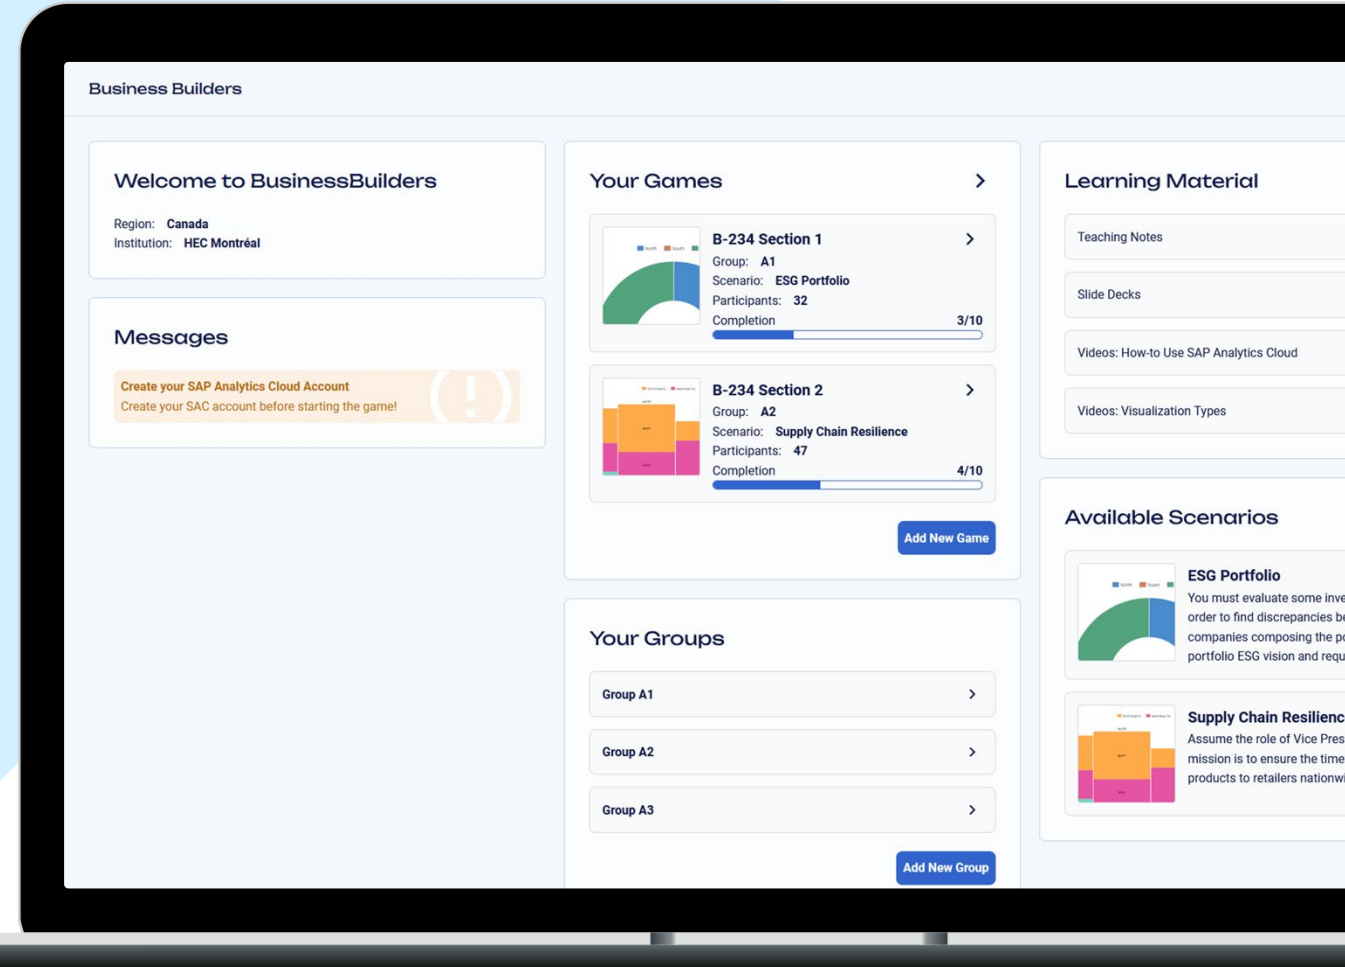 Business Builders
Welcome to BusinessBuilders
Region: Canada
Institution: HEC Montréal
Messages
Create your SAP Analytics Cloud Account
Create your SAC account before starting the game!
Your Games
B-234 Section 1
Group: A1
Scenario: ESG Portfolio
Participants: 32
Completion 3/10
B-234 Section 2
Group: A2
Scenario: Supply Chain Resilience
Participants: 47
Completion 4/10
Add New Game
Your Groups
Group A1
Group A2
Group A3
Add New Group
Learning Material
Teaching Notes
Slide Decks
Videos: How-to Use SAP Analytics Cloud
Videos: Visualization Types
Available Scenarios
North South
ESG Portfolio
You must evaluate some inve
order to find discrepancies be
companies composing the po
portfolio ESG vision and requ
Supply Chain Resilienc
Assume the role of Vice Pres
mission is to ensure the time
products to retailers nationwi